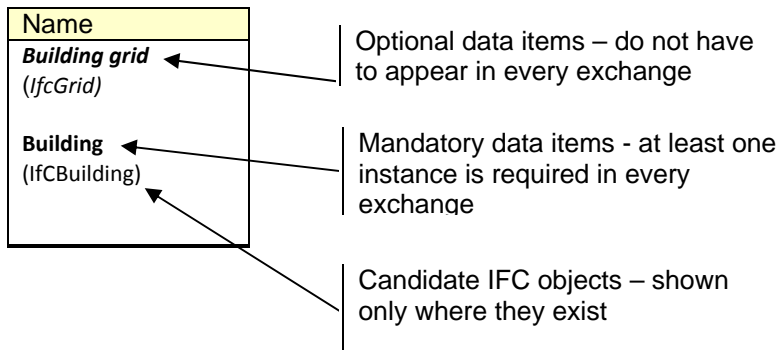 Name
Building grid
(IfcGrid)
Building
(IfCBuilding)
Optional data items – do not have
to appear in every exchange
Mandatory data items - at least one
instance is required in every
exchange
Candidate IFC objects – shown
only where they exist